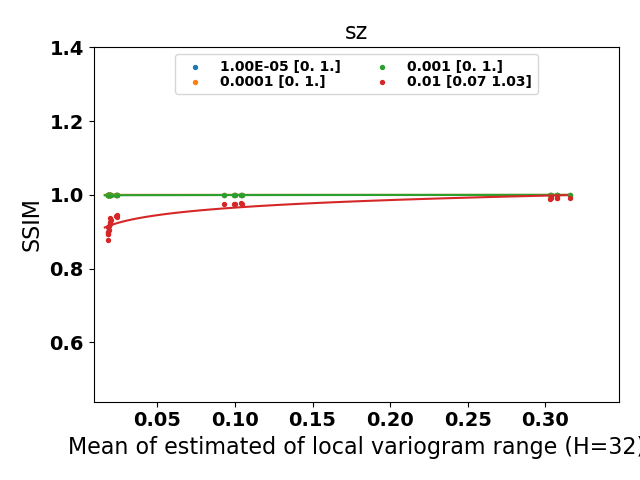 sz
1.00E-05 [0. 1.]
0.0001 [0. 1.]
0.001 [0. 1.]
0.01 [0.07 1.03]
SSIM
1.4
1.2
1.0
0.8
0.6
0.05 0.10 0.15 0.20 0.25 0.30
Mean of estimated of local variogram range (H=32)